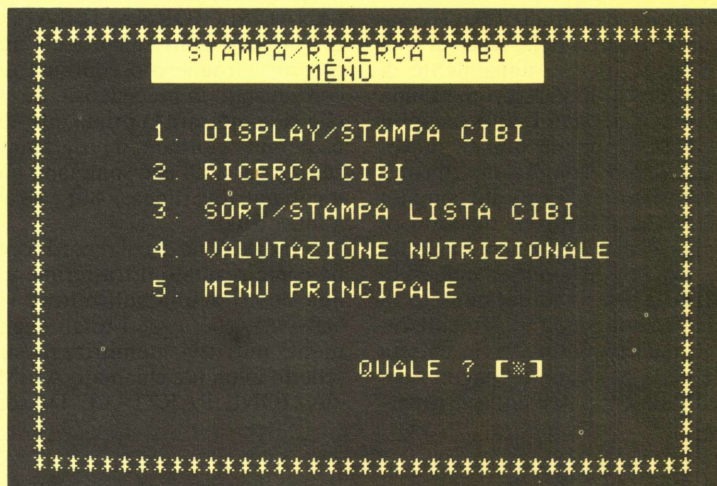 STAMPA/RICERCA CIBI
MENU
1. DISPLAY/STAMPA CIBI
2. RICERCA CIBI
3. SORT/STAMPA LISTA CIBI
4. VALUTAZIONE NUTRIZIONALE
5. MENU PRINCIPALE
QUALE ? [※]